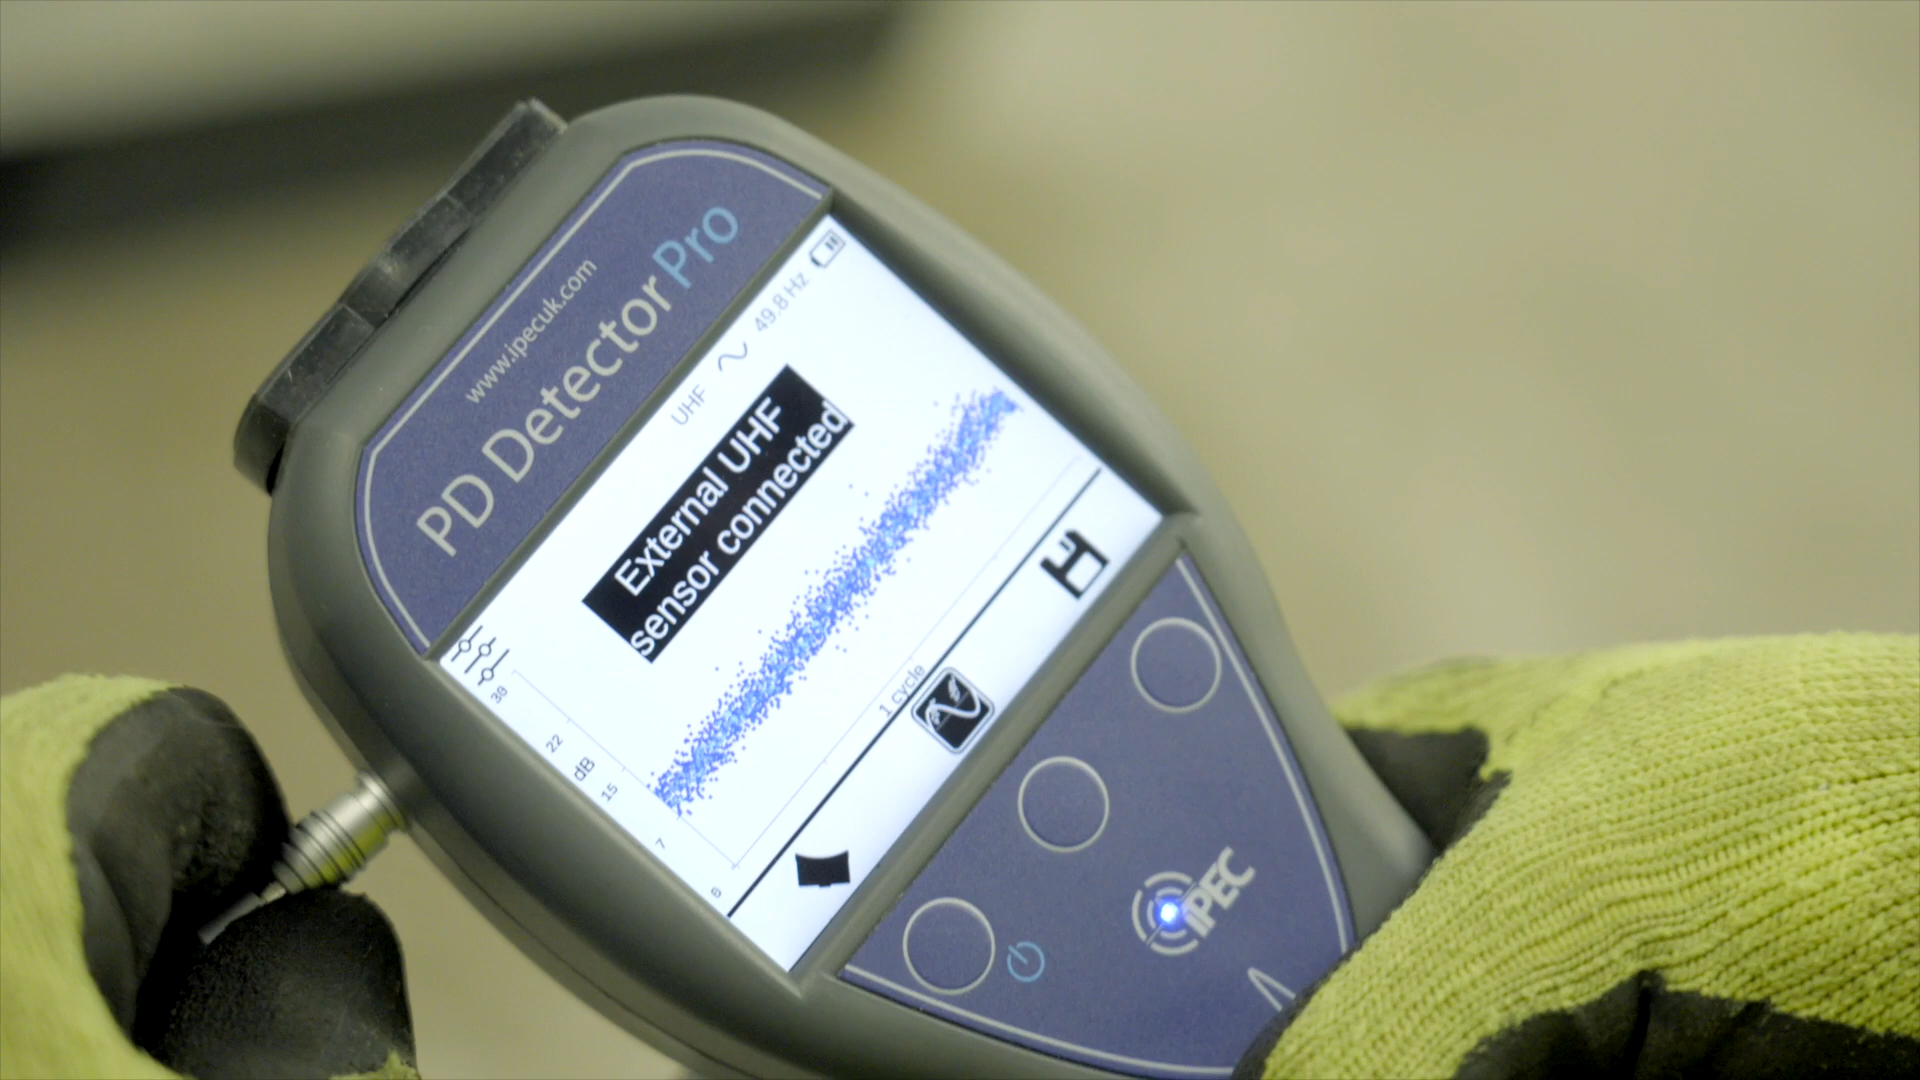 www.ipecuk.com
PD Detector Pro
UHF 49.8 Hz
External UHF
sensor connected
30
22
dB
15
7
0
1 cycle
IPEC